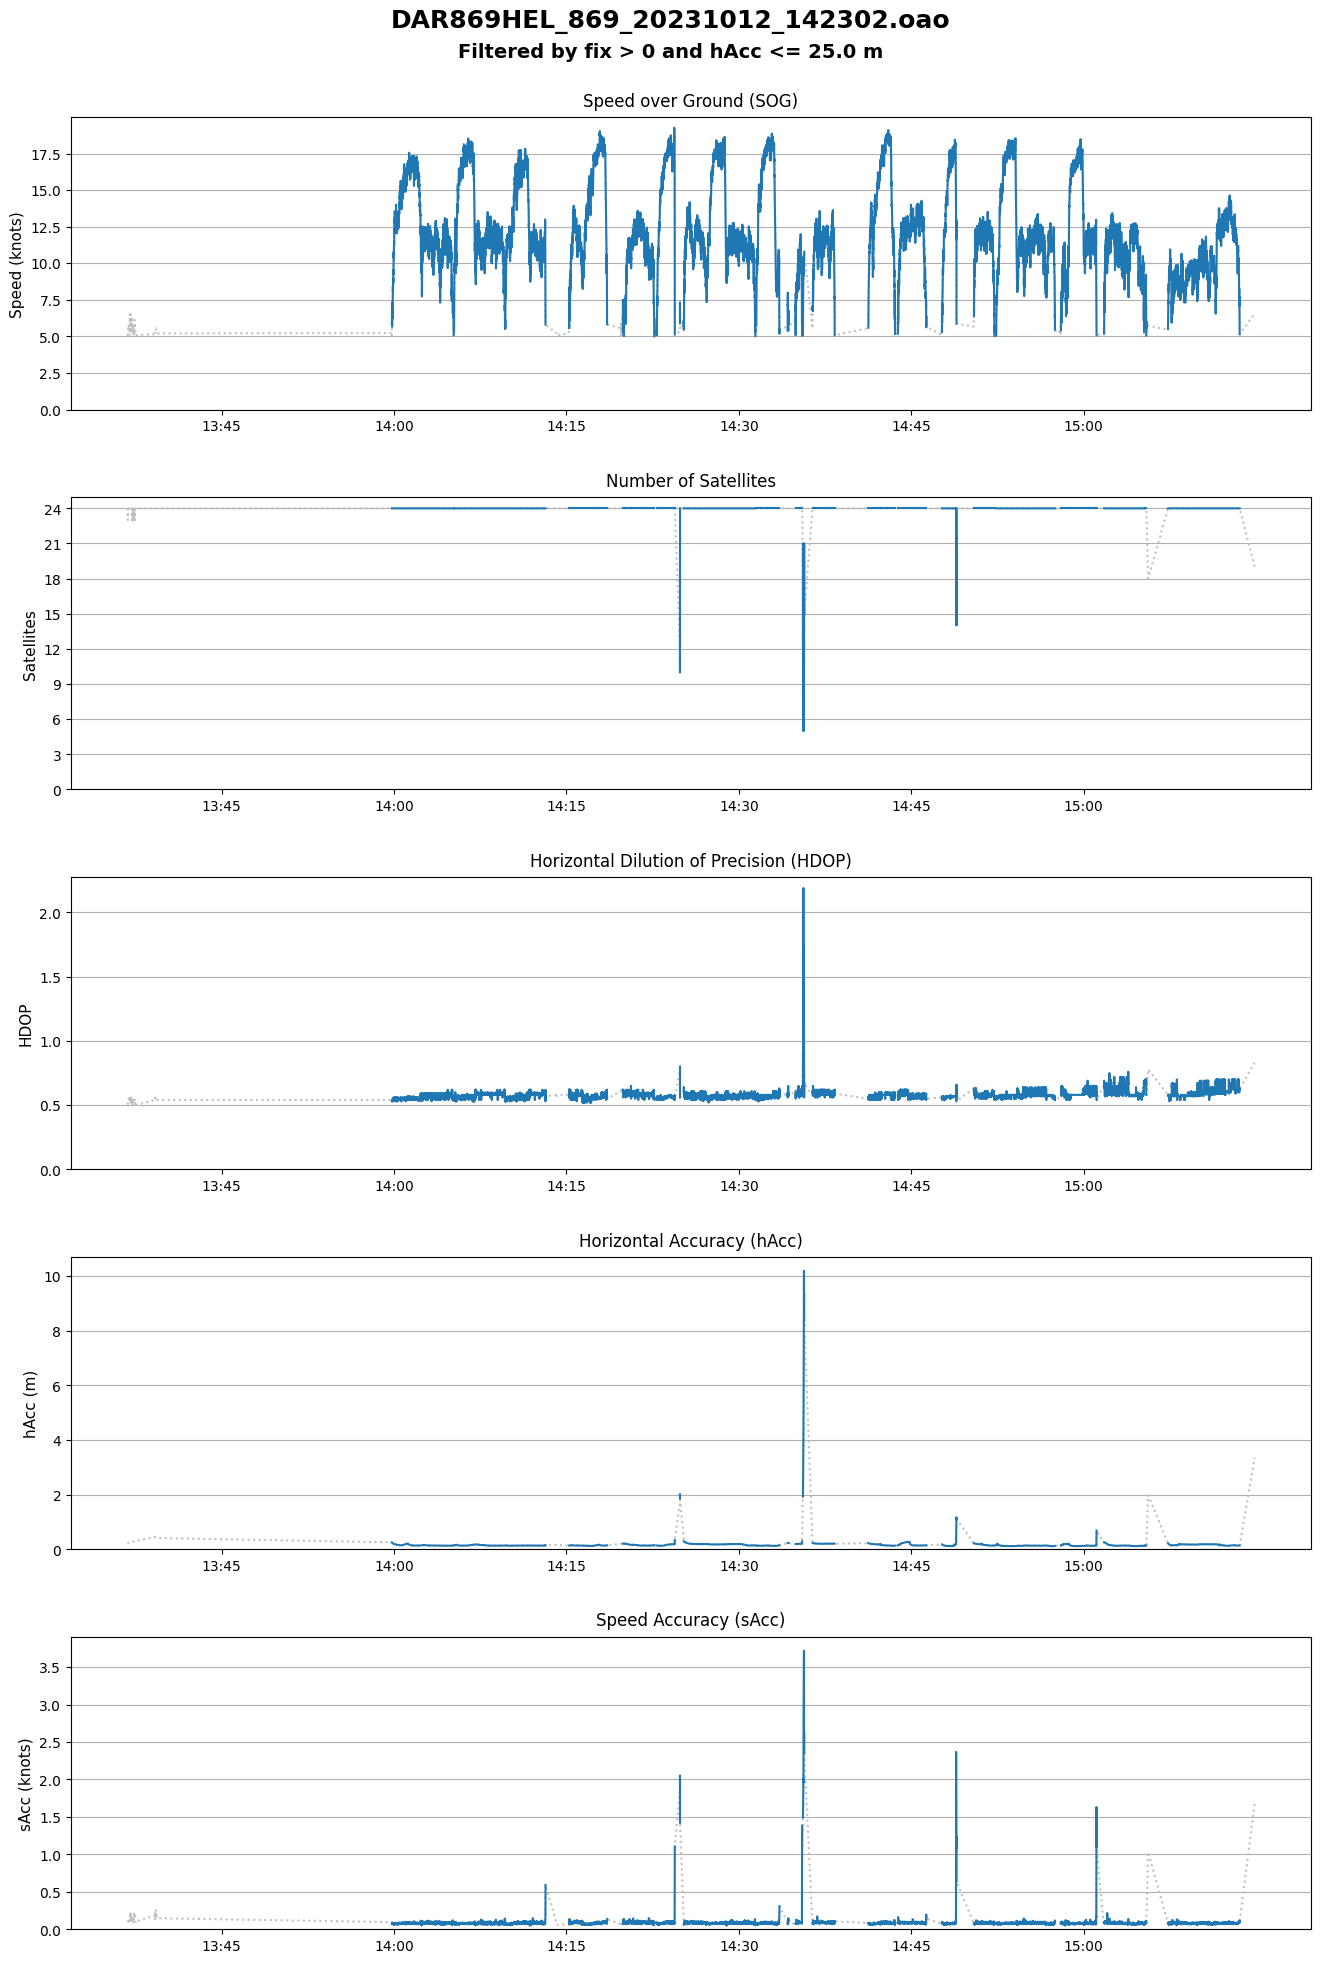 DAR869HEL_869_20231012_142302.oao
Filtered by fix > 0 and hAcc <= 25.0 m
Speed over Ground (SOG)
Speed (knots)
17.5
15.0
12.5
10.0
7.5
5.0
2.5
0.0
13:45 14:00 14:15 14:30 14:45 15:00
Number of Satellites
Satellites
24
21
18
15
12
9
6
3
0
13:45 14:00 14:15 14:30 14:45 15:00
Horizontal Dilution of Precision (HDOP)
HDOP
2.0
1.5
1.0
0.5
0.0
13:45 14:00 14:15 14:30 14:45 15:00
Horizontal Accuracy (hAcc)
hAcc (m)
10
8
6
4
2
0
13:45 14:00 14:15 14:30 14:45 15:00
Speed Accuracy (sAcc)
sAcc (knots)
3.5
3.0
2.5
2.0
1.5
1.0
0.5
0.0
13:45 14:00 14:15 14:30 14:45 15:00